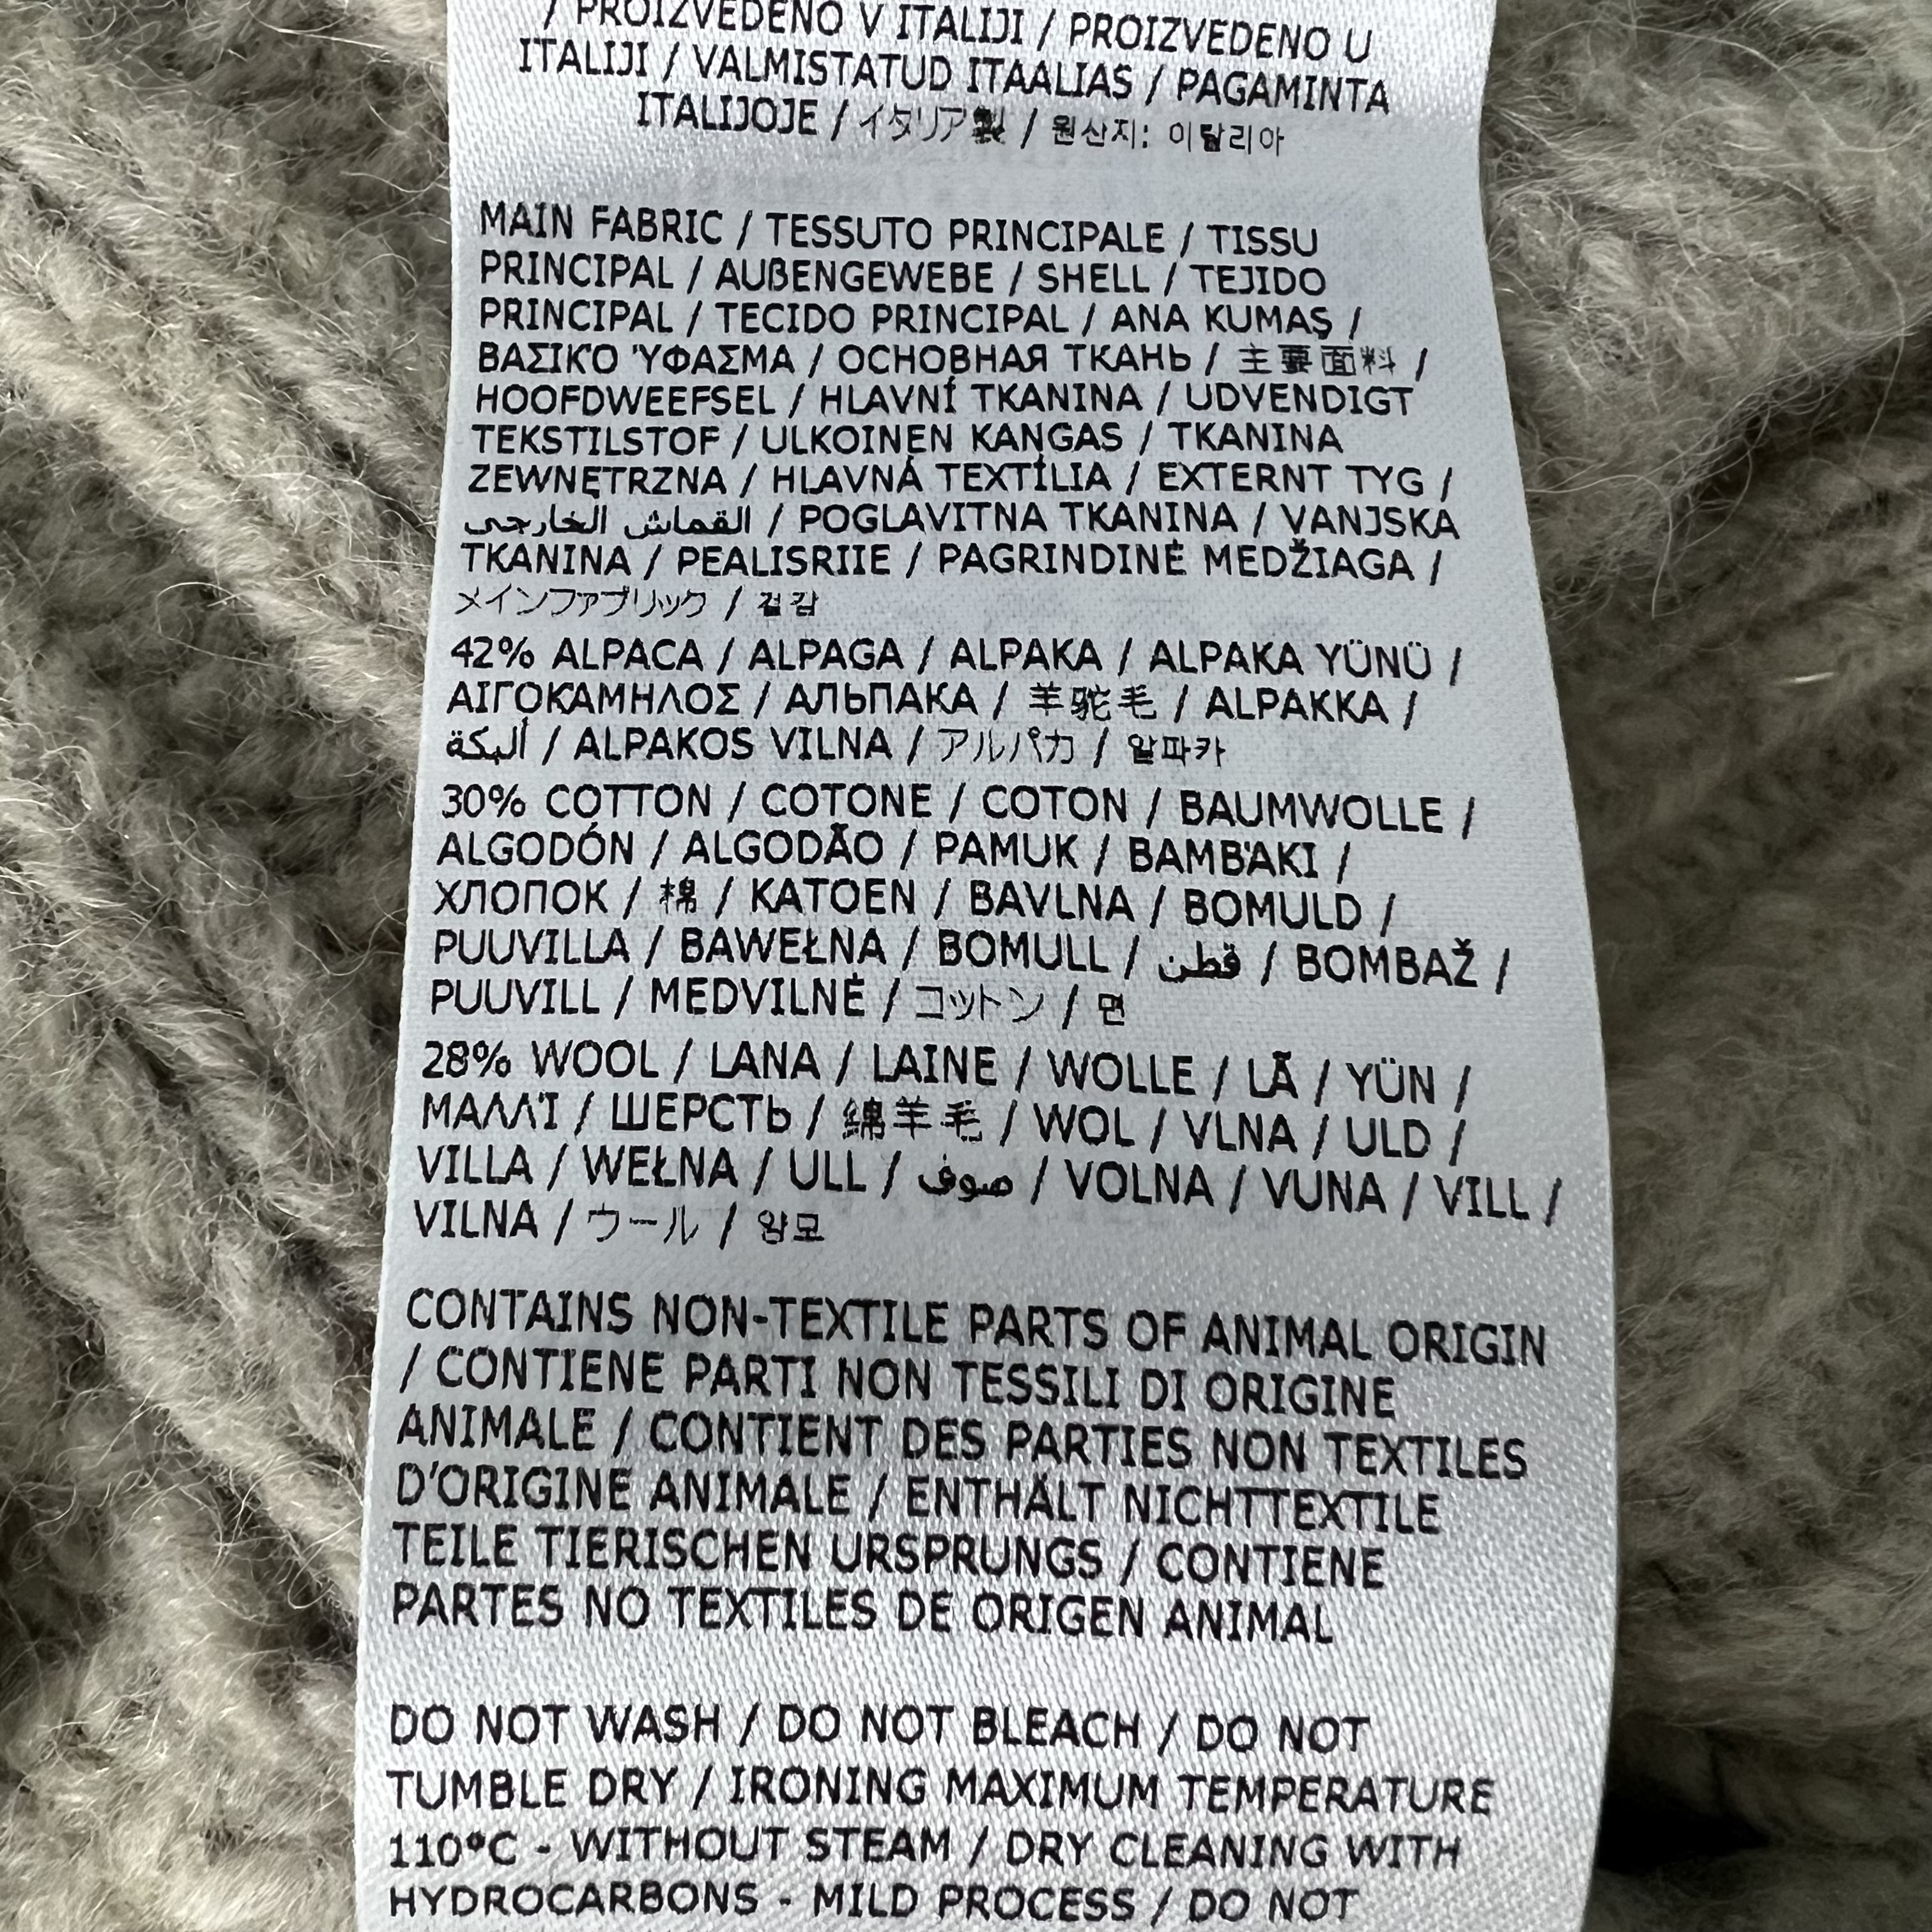 / PROIZVEDENO V ITALIJI / PROIZVEDENO U
ITALIJI / VALMISTATUD ITAALIAS / PAGAMINTA
ITALIJOJE / イタリア製 / 원산지: 이탈리아
MAIN FABRIC / TESSUTO PRINCIPALE / TISSU
PRINCIPAL / AUßENGEWEBE / SHELL / TEJIDO
PRINCIPAL / TECIDO PRINCIPAL / ANA KUMAŞ /
ΒΑΣΙΚΌ ΎΦΑΣΜΑ / ОСНОВНАЯ ТКАНЬ / 主要面料 /
HOOFDWEEFSEL / HLAVNÍ TKANINA / UDVENDIGT
TEKSTILSTOF / ULKOINEN KANGAS / TKANINA
ZEWNĘTRZNA / HLAVNÁ TEXTÍLIA / EXTERNT TYG /
القماش الخارجي / POGLAVITNA TKANINA / VANJSKA
TKANINA / PEALISRIIE / PAGRINDINĖ MEDŽIAGA /
メインファブリック / 겉감
42% ALPACA / ALPAGA / ALPAKA / ALPAKA YÜNÜ /
ΑΙΓΟΚΆΜΗΛΟΣ / АЛЬПАКА / 羊驼毛 / ALPAKKA /
ألبكة / ALPAKOS VILNA / アルパカ / 알파카
30% COTTON / COTONE / COTON / BAUMWOLLE /
ALGODÓN / ALGODÃO / PAMUK / ΒΑΜΒΆΚΙ /
ХЛОПОК / 棉 / KATOEN / BAVLNA / BOMULD /
PUUVILLA / BAWEŁNA / BOMULL / قطن / BOMBAŽ /
PUUVILL / MEDVILNĖ / コットン / 면
28% WOOL / LANA / LAINE / WOLLE / LÃ / YÜN /
ΜΑΛΛΊ / ШЕРСТЬ / 绵羊毛 / WOL / VLNA / ULD /
VILLA / WEŁNA / ULL / صوف / VOLNA / VUNA / VILL /
VILNA / ウール / 양모
CONTAINS NON-TEXTILE PARTS OF ANIMAL ORIGIN
/ CONTIENE PARTI NON TESSILI DI ORIGINE
ANIMALE / CONTIENT DES PARTIES NON TEXTILES
D'ORIGINE ANIMALE / ENTHÄLT NICHTTEXTILE
TEILE TIERISCHEN URSPRUNGS / CONTIENE
PARTES NO TEXTILES DE ORIGEN ANIMAL
DO NOT WASH / DO NOT BLEACH / DO NOT
TUMBLE DRY / IRONING MAXIMUM TEMPERATURE
110°C - WITHOUT STEAM / DRY CLEANING WITH
HYDROCARBONS - MILD PROCESS / DO NOT